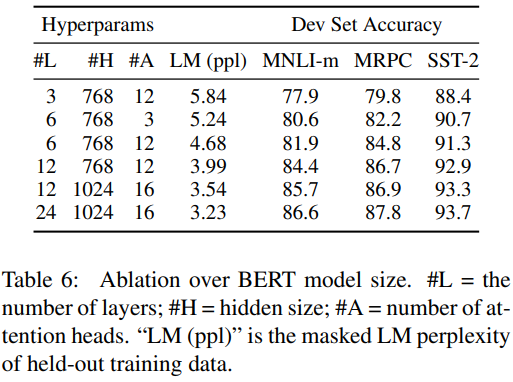 Hyperparams Dev Set Accuracy
#L #H #A LM (ppl) MNLI-m MRPC SST-2
3 768 12 5.84 77.9 79.8 88.4
6 768 3 5.24 80.6 82.2 90.7
6 768 12 4.68 81.9 84.8 91.3
12 768 12 3.99 84.4 86.7 92.9
12 1024 16 3.54 85.7 86.9 93.3
24 1024 16 3.23 86.6 87.8 93.7
Table 6: Ablation over BERT model size. #L = the
number of layers; #H = hidden size; #A = number of at-
tention heads. “LM (ppl)” is the masked LM perplexity
of held-out training data.